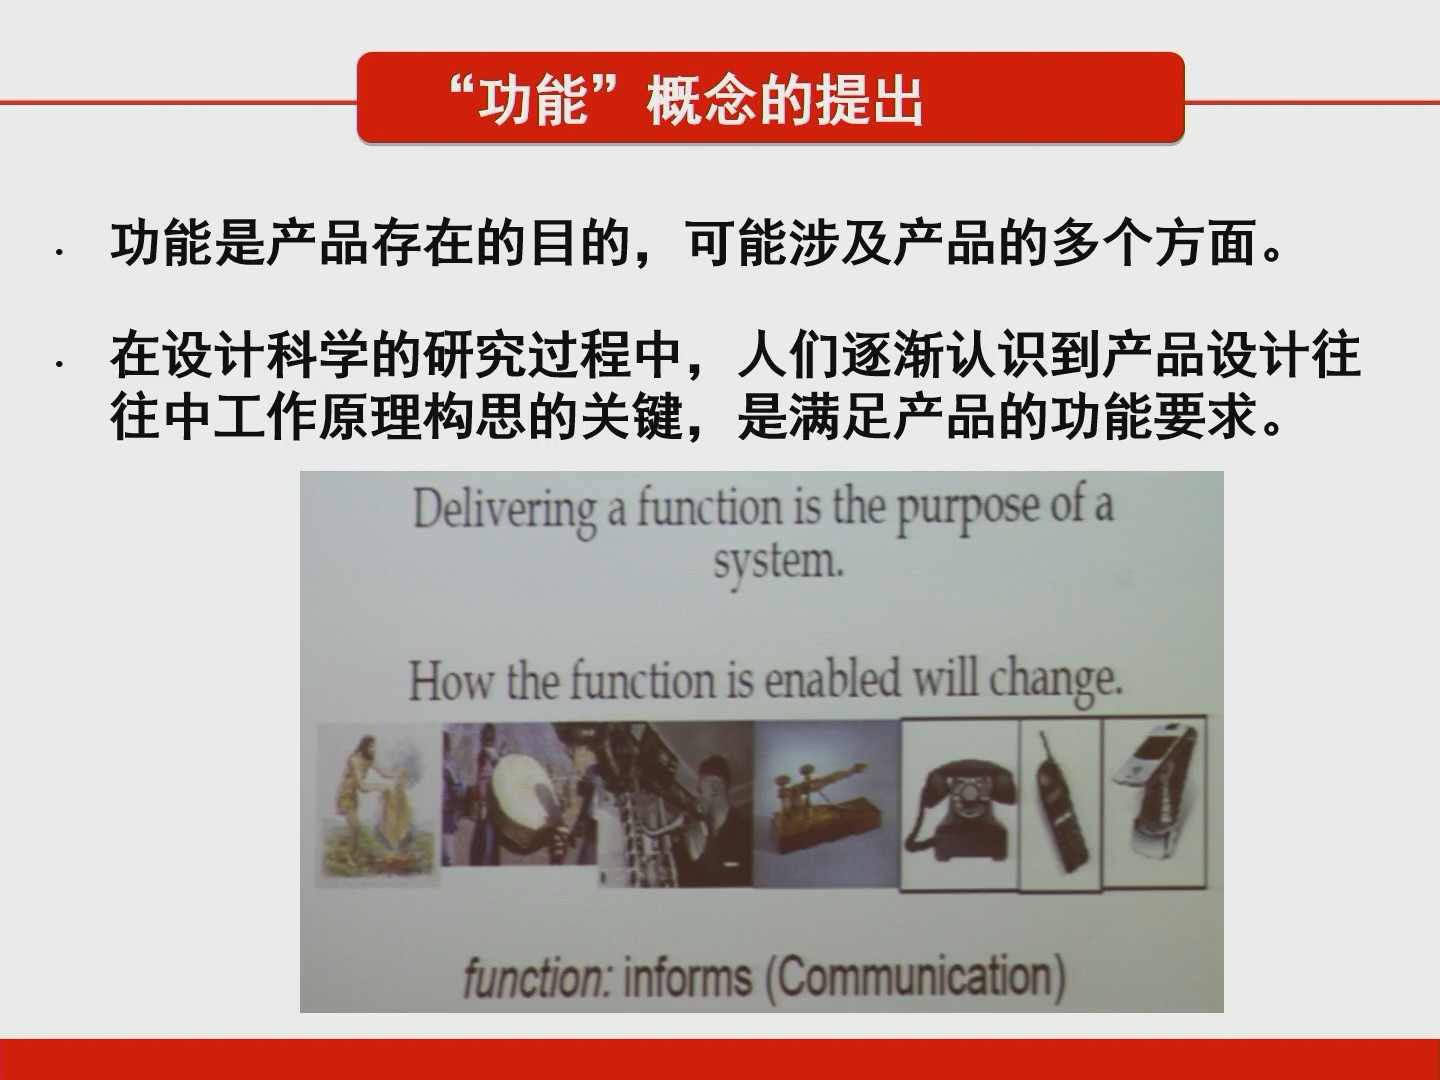 “功能”概念的提出
· 功能是产品存在的目的，可能涉及产品的多个方面。
· 在设计科学的研究过程中，人们逐渐认识到产品设计往
往中工作原理构思的关键，是满足产品的功能要求。
Delivering a function is the purpose of a
system.
How the function is enabled will change.
function: informs (Communication)